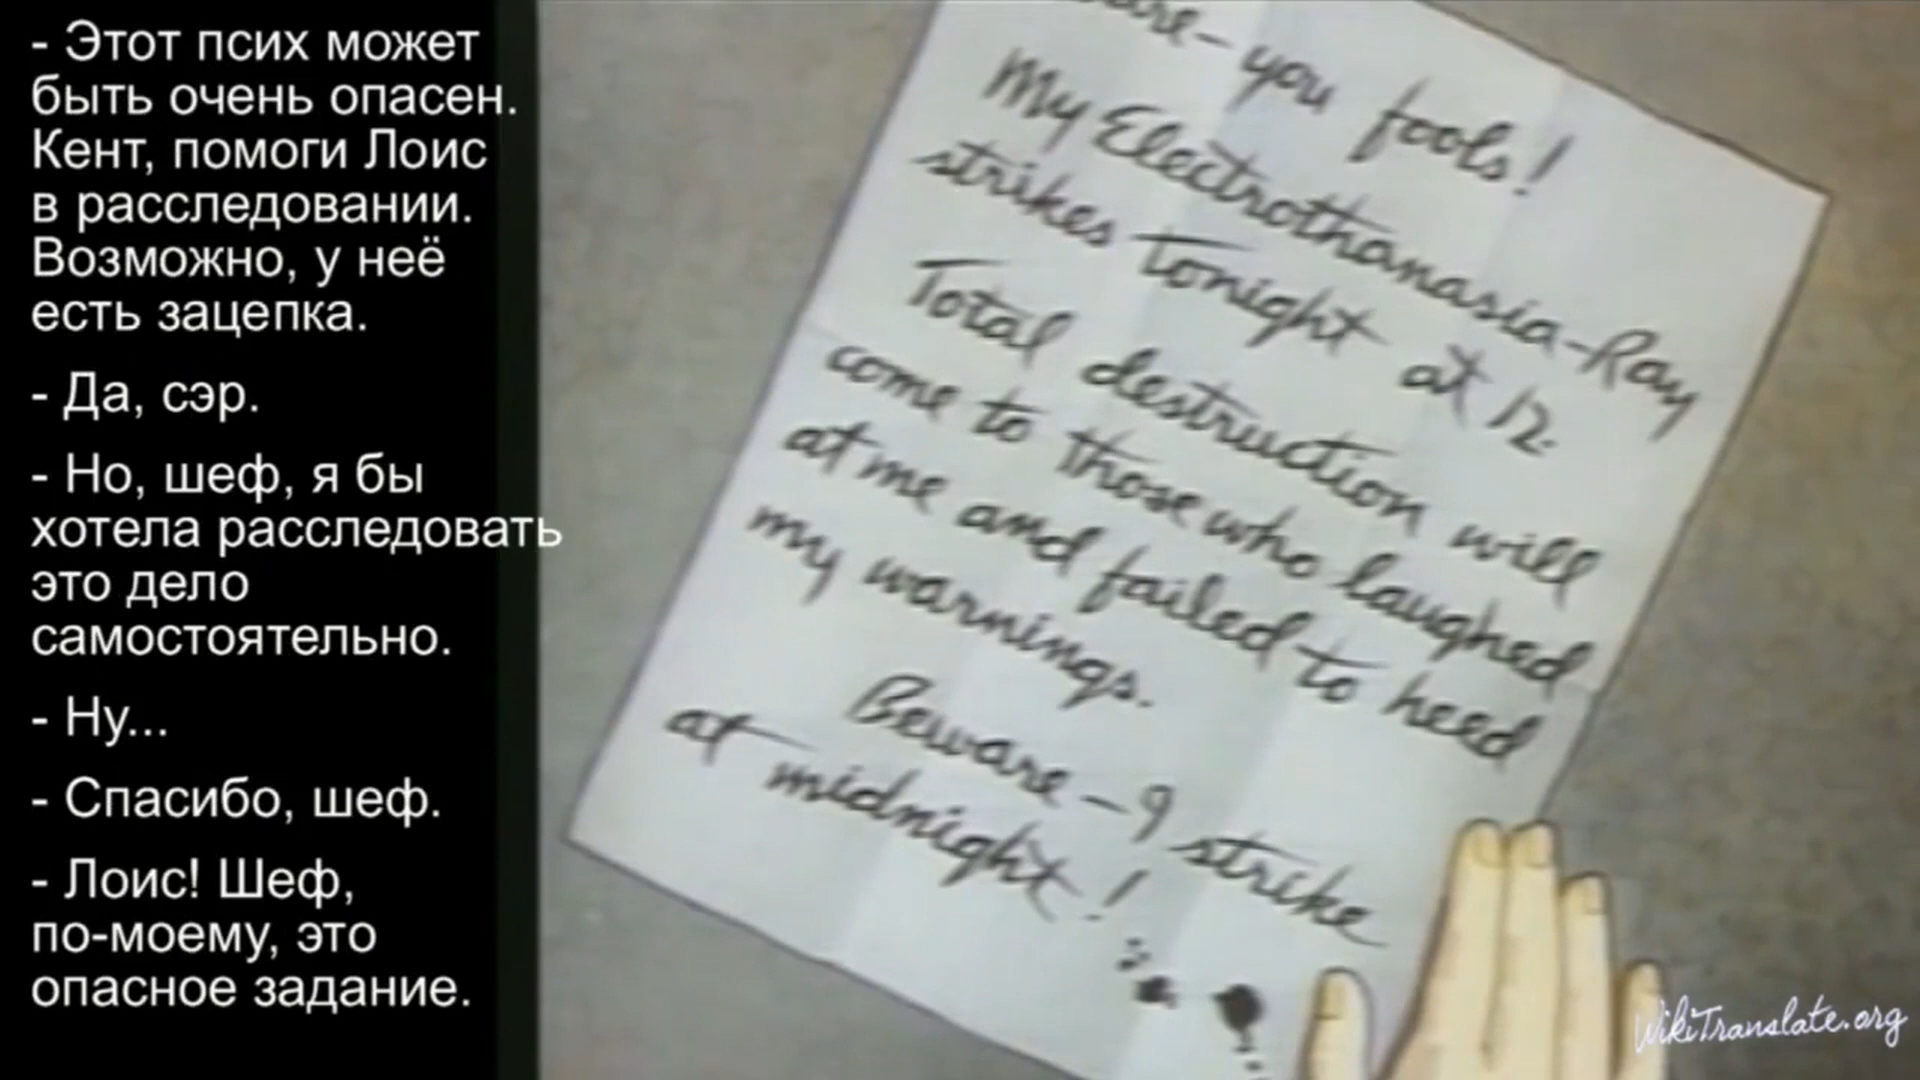 - Этот псих может
быть очень опасен.
Кент, помоги Лоис
в расследовании.
Возможно, у неё
есть зацепка.
- Да, сэр.
- Но, шеф, я бы
хотела расследовать
это дело
самостоятельно.
- Ну...
- Спасибо, шеф.
- Лоис! Шеф,
по-моему, это
опасное задание.
you fools!
My Electrothanasia-Ray
strikes tonight at 12.
Total destruction will
come to those who laughed
at me and failed to heed
my warnings.
Beware - I strike
at midnight!
WikiTranslate.org